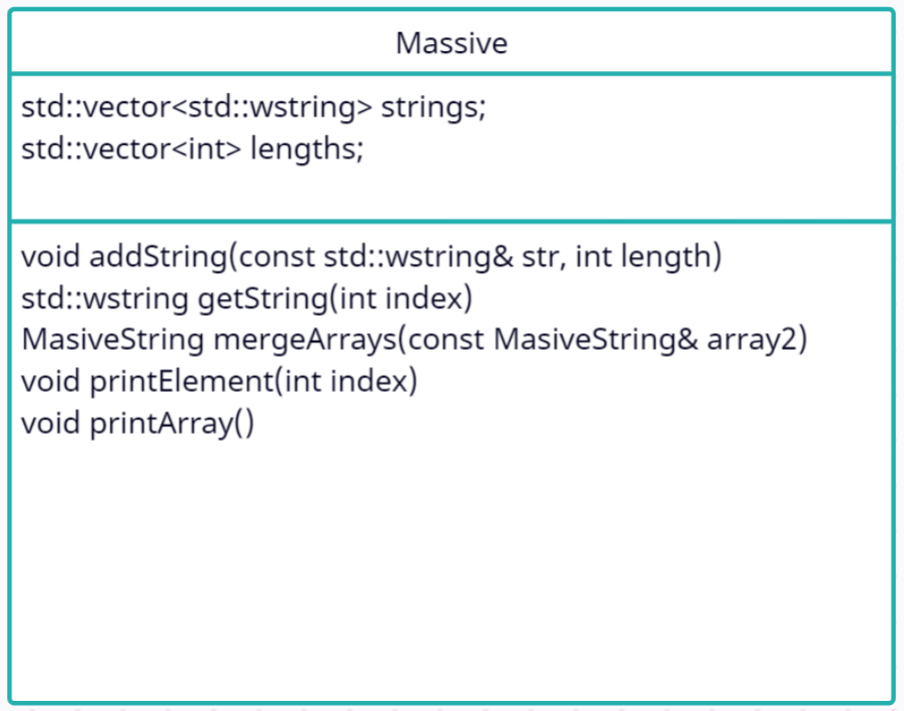 Massive
std::vector<std::wstring> strings;
std::vector<int> lengths;
void addString(const std::wstring& str, int length)
std::wstring getString(int index)
MasiveString mergeArrays(const MasiveString& array2)
void printElement(int index)
void printArray()